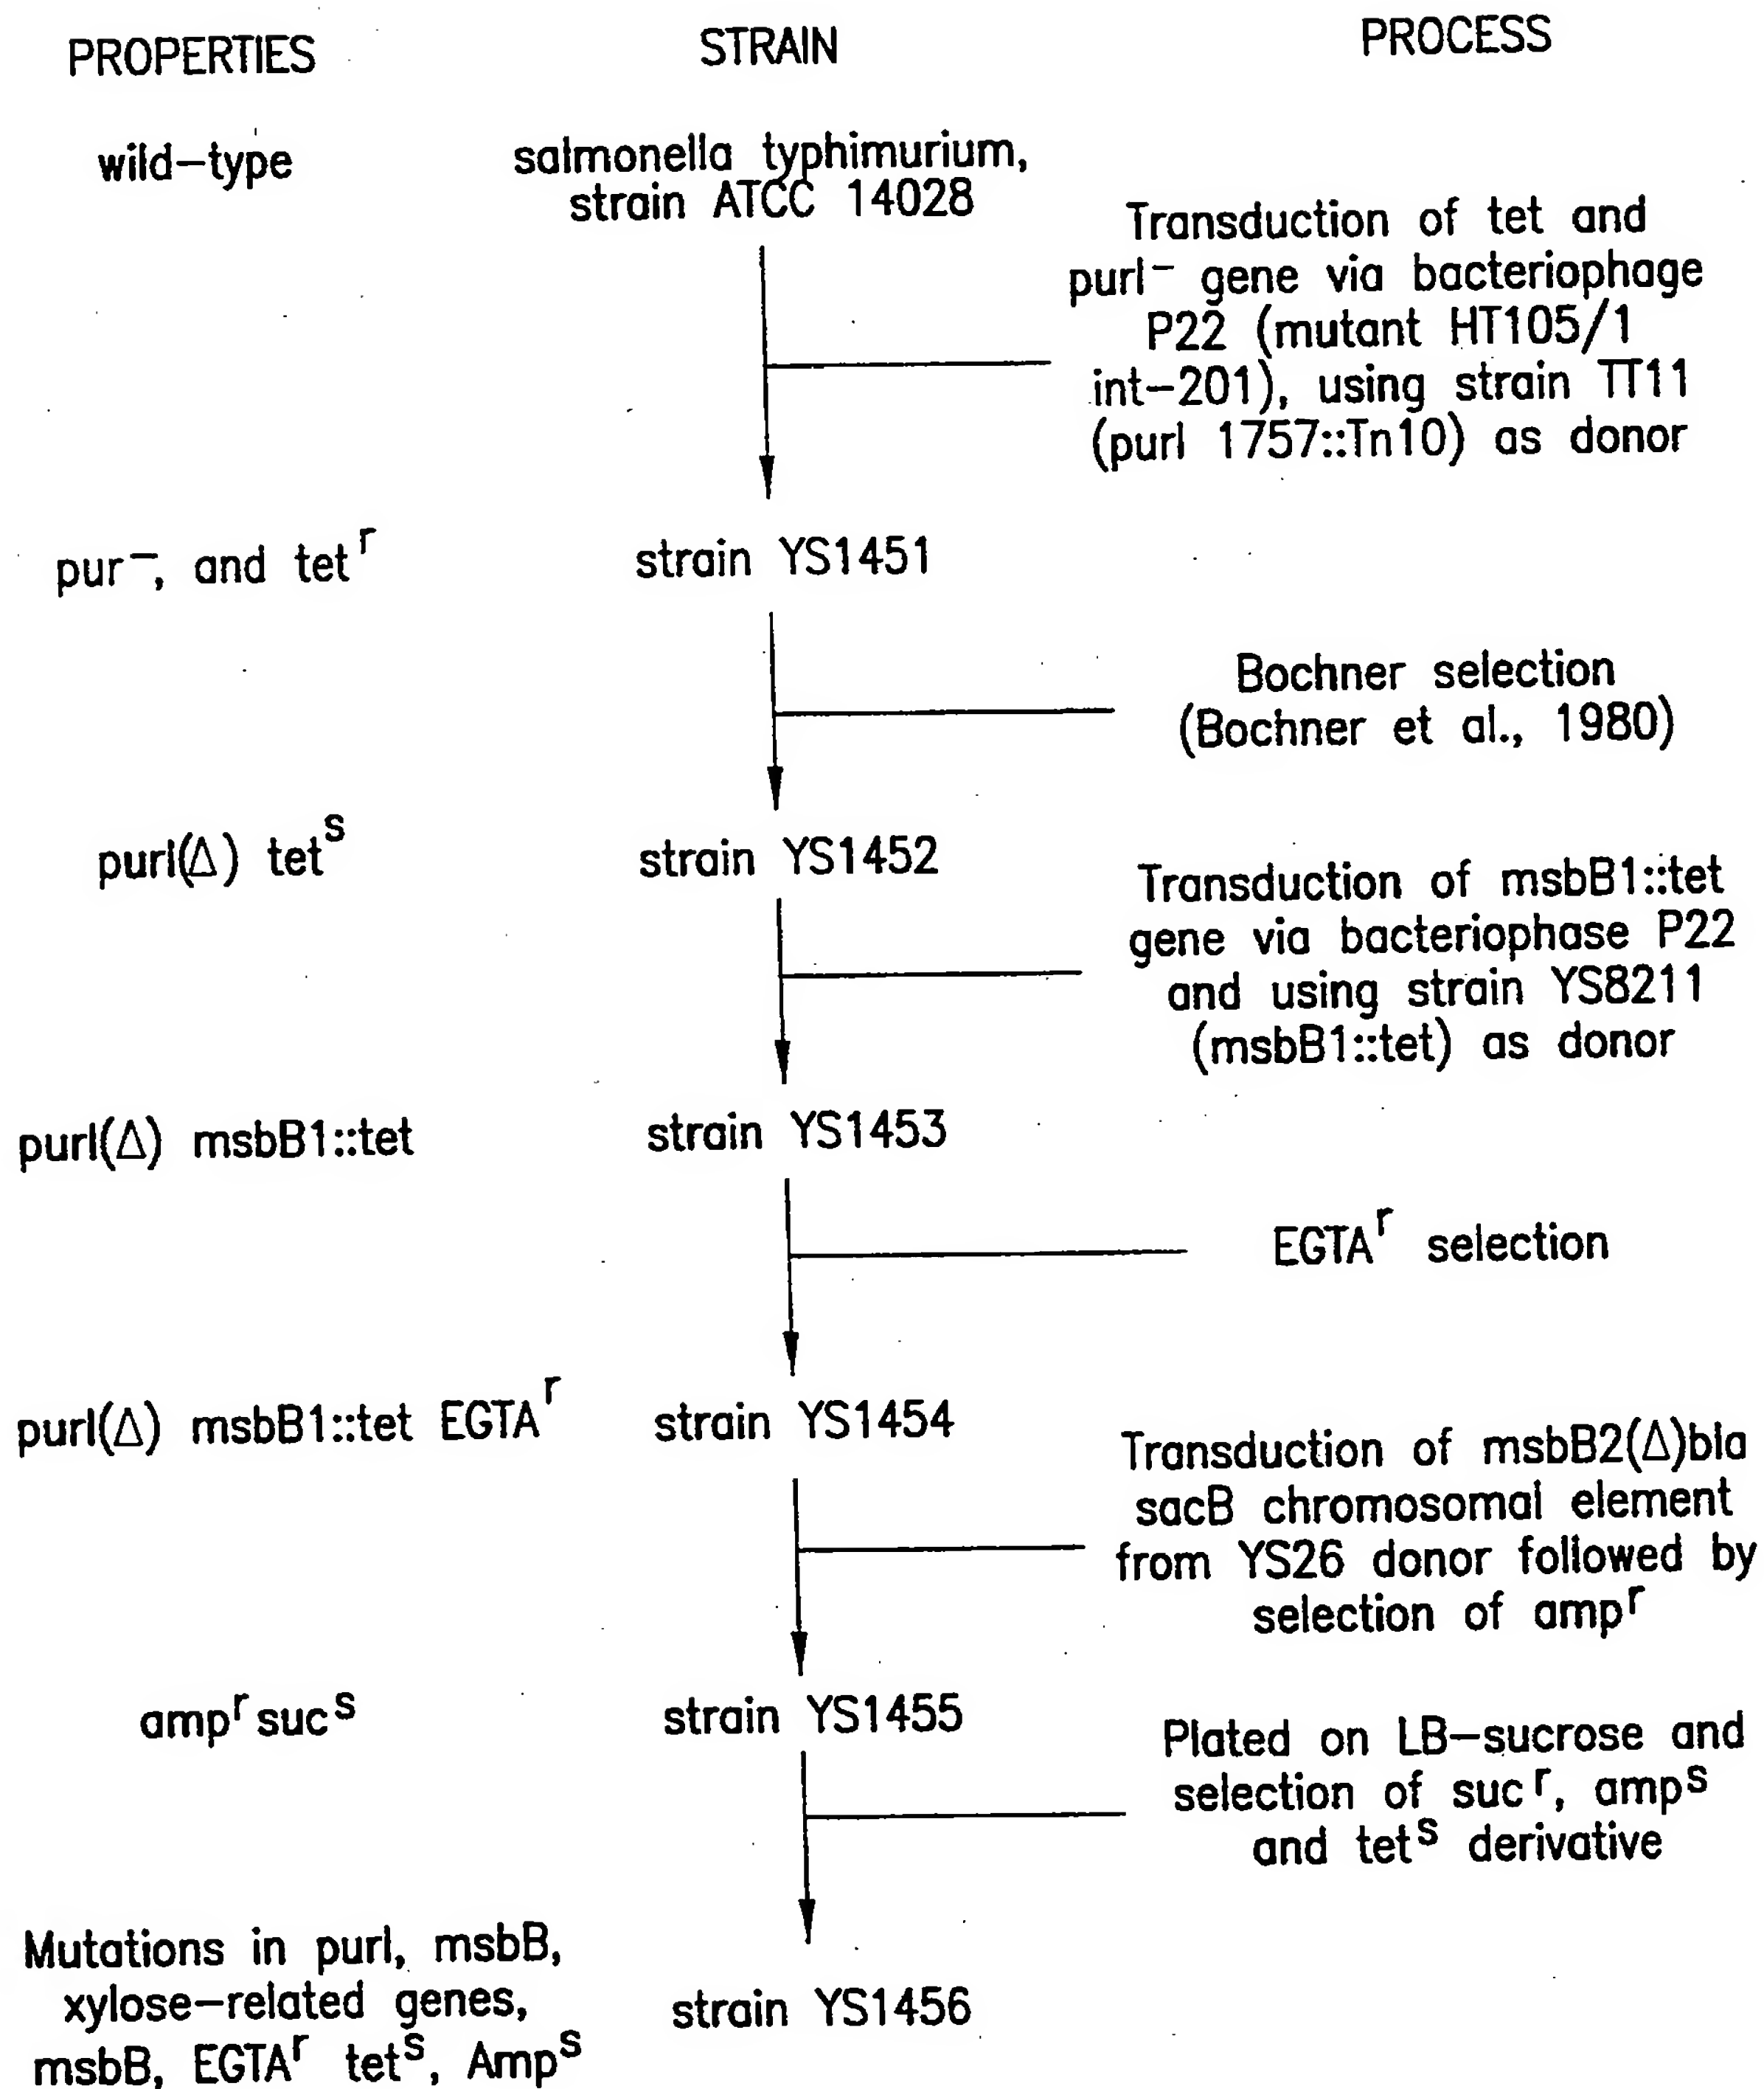 PROPERTIES
STRAIN
PROCESS
wild-type
salmonella typhimurium,
strain ATCC 14028
Transduction of tet and
purI⁻ gene via bacteriophage
P22 (mutant HT105/1
int-201), using strain TT11
(purI 1757::Tn10) as donor
pur⁻, and tetʳ
strain YS1451
Bochner selection
(Bochner et al., 1980)
purI(Δ) tetˢ
strain YS1452
Transduction of msbB1::tet
gene via bacteriophase P22
and using strain YS8211
(msbB1::tet) as donor
purI(Δ) msbB1::tet
strain YS1453
EGTAʳ selection
purI(Δ) msbB1::tet EGTAʳ
strain YS1454
Transduction of msbB2(Δ)bla
sacB chromosomal element
from YS26 donor followed by
selection of ampʳ
ampʳsucˢ
strain YS1455
Plated on LB-sucrose and
selection of sucʳ, ampˢ
and tetˢ derivative
Mutations in purI, msbB,
xylose-related genes,
msbB, EGTAʳ tetˢ, Ampˢ
strain YS1456